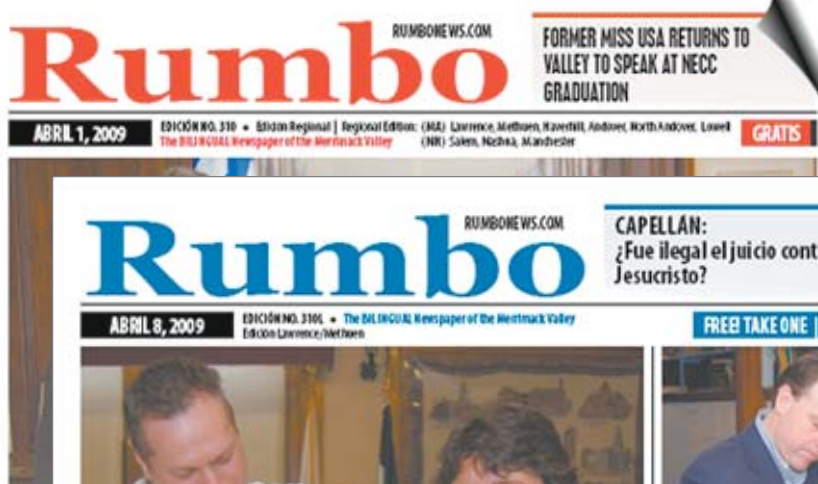 RUMBONEWS.COM
Rumbo
FORMER MISS USA RETURNS TO
VALLEY TO SPEAK AT NECC
GRADUATION
ABRIL 1, 2009
EDICIÓN NO. 310 • Edicion Regional | Regional Edition: (MA) Lawrence, Methuen, Haverhill, Andover, North Andover, Lowell
The BILINGUAL Newspaper of the Merrimack Valley (NH) Salem, Nashua, Manchester
GRATIS
RUMBONEWS.COM
Rumbo
CAPELLÁN:
¿Fue ilegal el juicio cont
Jesucristo?
ABRIL 8, 2009
EDICIÓN NO. 310L • The BILINGUAL Newspaper of the Merrimack Valley
Edición Lawrence/Methuen
FREE! TAKE ONE |